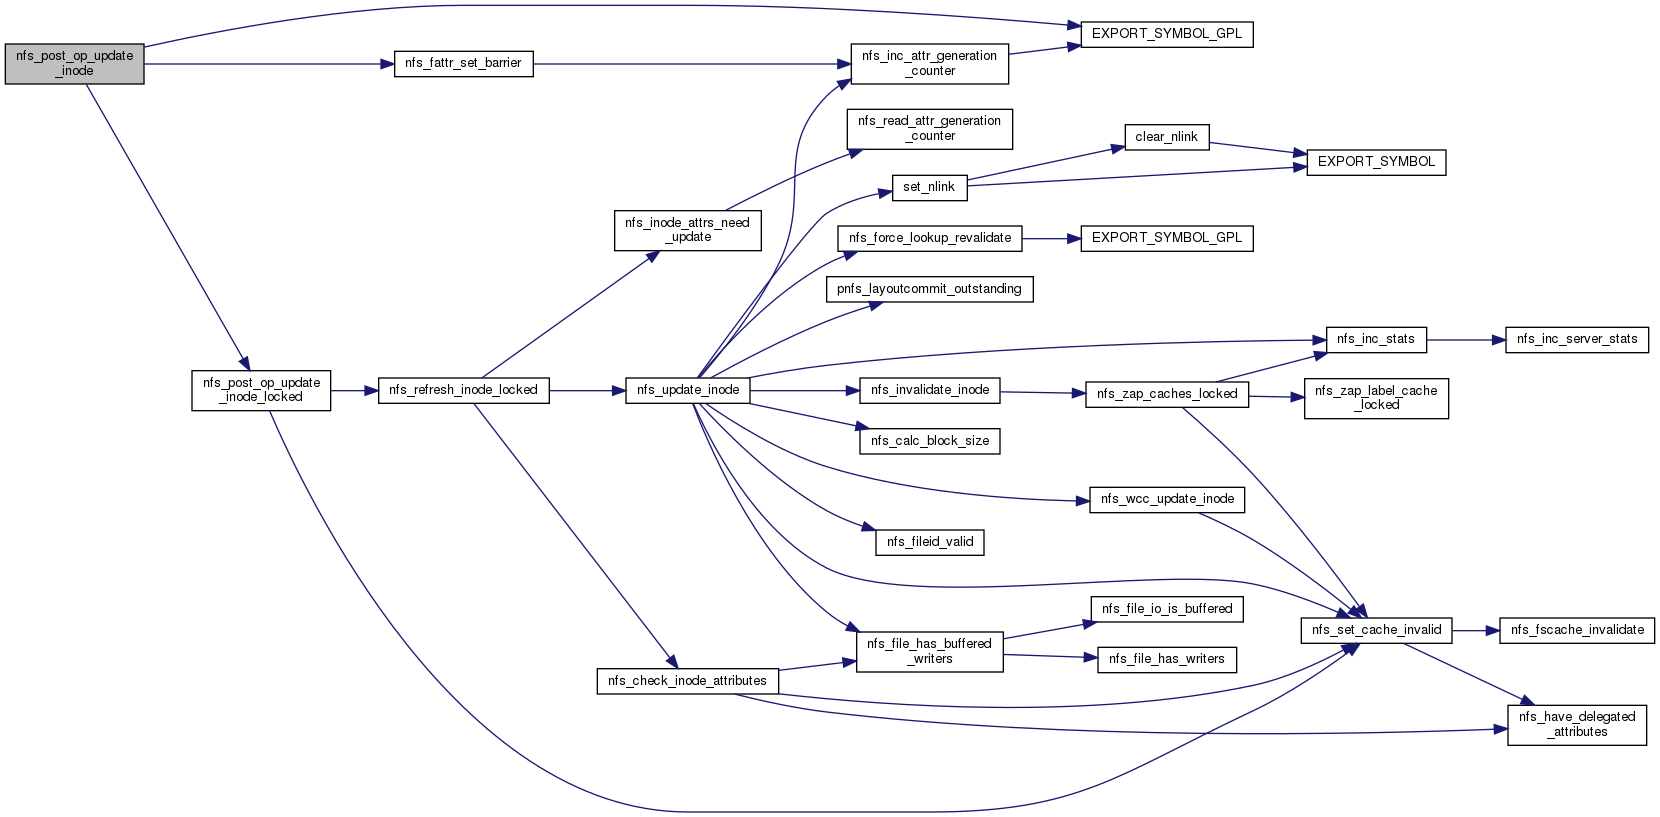 nfs_post_op_update
_inode
EXPORT_SYMBOL_GPL
nfs_fattr_set_barrier
nfs_inc_attr_generation
_counter
nfs_read_attr_generation
_counter
clear_nlink
EXPORT_SYMBOL
set_nlink
nfs_inode_attrs_need
_update
nfs_force_lookup_revalidate
EXPORT_SYMBOL_GPL
pnfs_layoutcommit_outstanding
nfs_inc_stats
nfs_inc_server_stats
nfs_post_op_update
_inode_locked
nfs_refresh_inode_locked
nfs_update_inode
nfs_invalidate_inode
nfs_zap_caches_locked
nfs_zap_label_cache
_locked
nfs_calc_block_size
nfs_wcc_update_inode
nfs_fileid_valid
nfs_file_io_is_buffered
nfs_set_cache_invalid
nfs_fscache_invalidate
nfs_file_has_buffered
_writers
nfs_file_has_writers
nfs_check_inode_attributes
nfs_have_delegated
_attributes